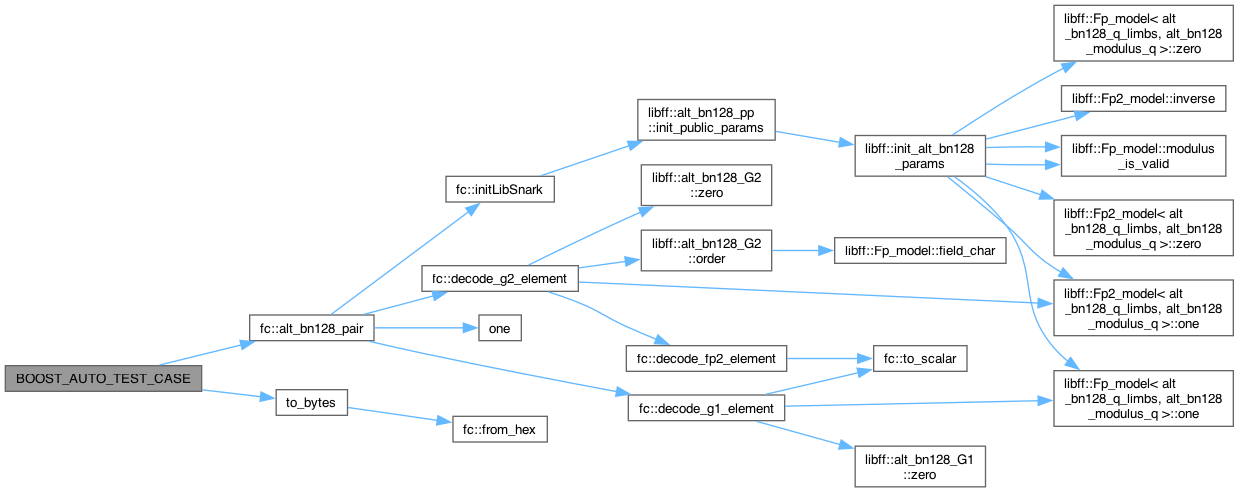 BOOST_AUTO_TEST_CASE
fc::alt_bn128_pair
to_bytes
fc::initLibSnark
fc::decode_g2_element
one
fc::decode_g1_element
fc::from_hex
libff::alt_bn128_pp
::init_public_params
libff::alt_bn128_G2
::zero
libff::alt_bn128_G2
::order
fc::decode_fp2_element
libff::init_alt_bn128
_params
libff::Fp_model::field_char
fc::to_scalar
libff::alt_bn128_G1
::zero
libff::Fp_model< alt
_bn128_q_limbs, alt_bn128
_modulus_q >::zero
libff::Fp2_model::inverse
libff::Fp_model::modulus
_is_valid
libff::Fp2_model< alt
_bn128_q_limbs, alt_bn128
_modulus_q >::zero
libff::Fp2_model< alt
_bn128_q_limbs, alt_bn128
_modulus_q >::one
libff::Fp_model< alt
_bn128_q_limbs, alt_bn128
_modulus_q >::one